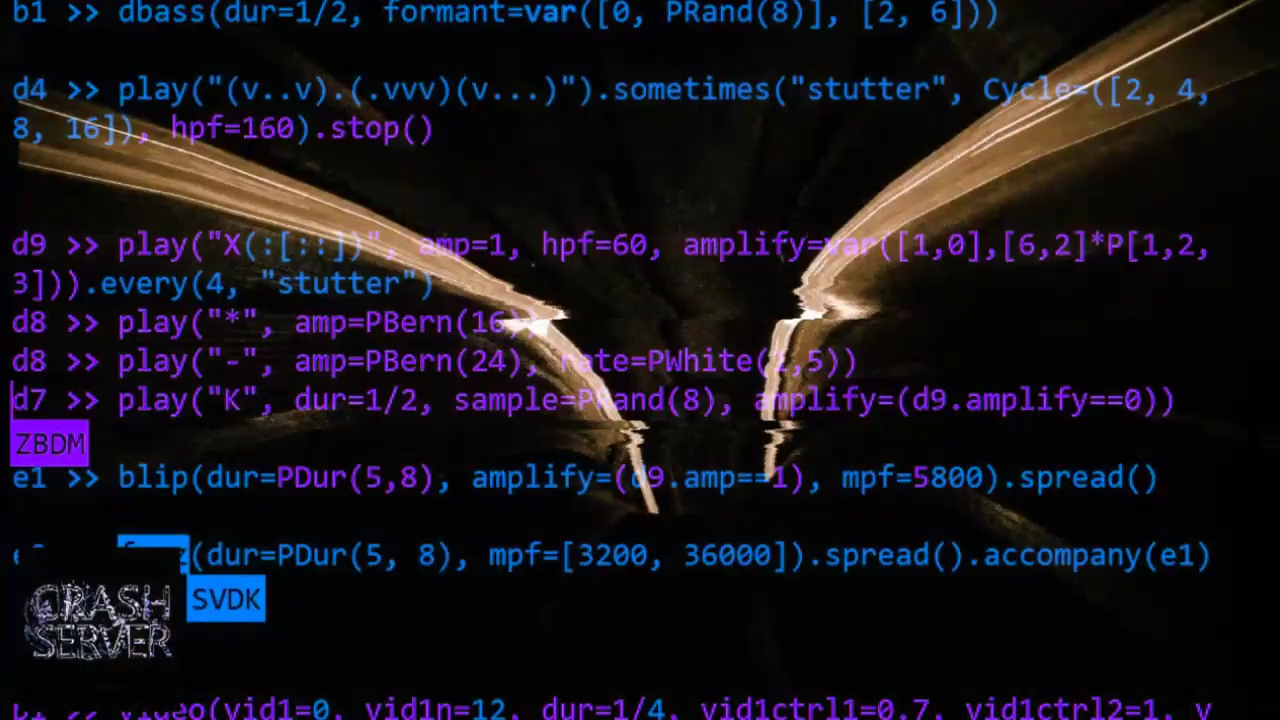 b1 >> dbass(dur=1/2, formant=var([0, PRand(8)], [2, 6]))
d4 >> play("(v..v).(.vvv)(v...)").sometimes("stutter", Cycle=([2, 4,
8, 16]), hpf=160).stop()
d9 >> play("X(:[::])", amp=1, hpf=60, amplify=var([1,0],[6,2]*P[1,2,
3])).every(4, "stutter")
d8 >> play("*", amp=PBern(16))
d8 >> play("-", amp=PBern(24), rate=PWhite(1,5))
d7 >> play("K", dur=1/2, sample=PRand(8), amplify=(d9.amplify==0))
ZBDM
e1 >> blip(dur=PDur(5,8), amplify=(d9.amp==1), mpf=5800).spread()
(dur=PDur(5, 8), mpf=[3200, 36000]).spread().accompany(e1)
SVDK
CRASH
SERVER
>> video(vid1=0, vid1n=12, dur=1/4, vid1ctrl1=0.7, vid1ctrl2=1, v